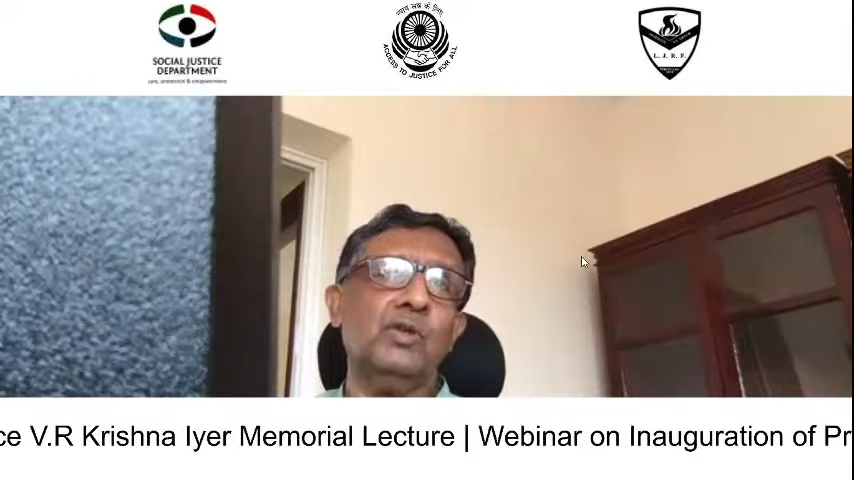 SOCIAL JUSTICE
DEPARTMENT
care, protection & empowerment
न्याय सब के लिए
ACCESS TO JUSTICE FOR ALL
L.J.R.F.
ce V.R Krishna Iyer Memorial Lecture | Webinar on Inauguration of Pr